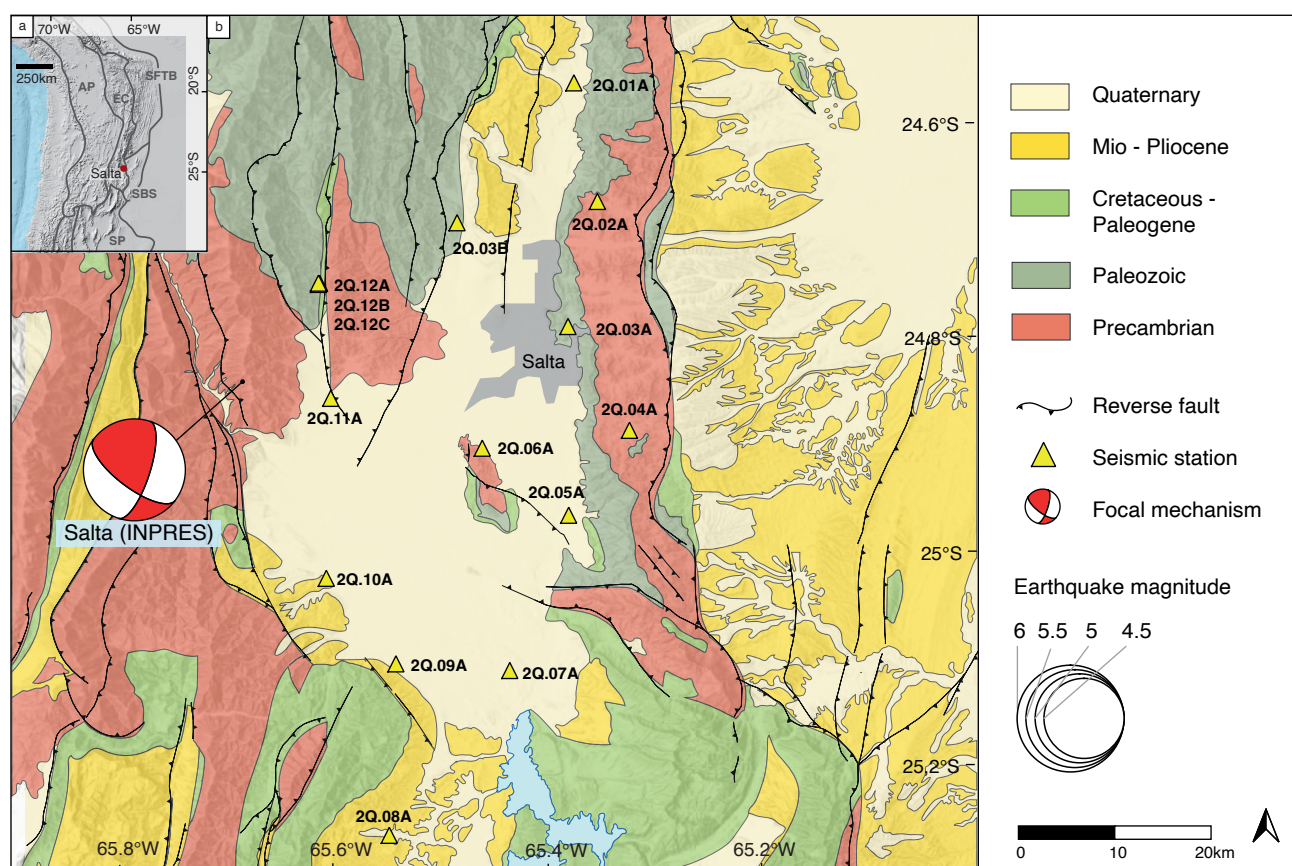 a
b
70°W
65°W
250km
AP
EC
SFTB
20°S
25°S
Salta
SBS
SP
2Q.01A
24.6°S
2Q.02A
2Q.03B
2Q.12A
2Q.12B
2Q.12C
2Q.03A
24.8°S
Salta
2Q.11A
2Q.04A
2Q.06A
2Q.05A
Salta (INPRES)
25°S
2Q.10A
2Q.09A
2Q.07A
25,2°S
2Q.08A
65.8°W
65.6°W
65.4°W
65.2°W
Quaternary
Mio - Pliocene
Cretaceous -
Paleogene
Paleozoic
Precambrian
Reverse fault
Seismic station
Focal mechanism
Earthquake magnitude
6 5.5 5 4.5
0 10 20km